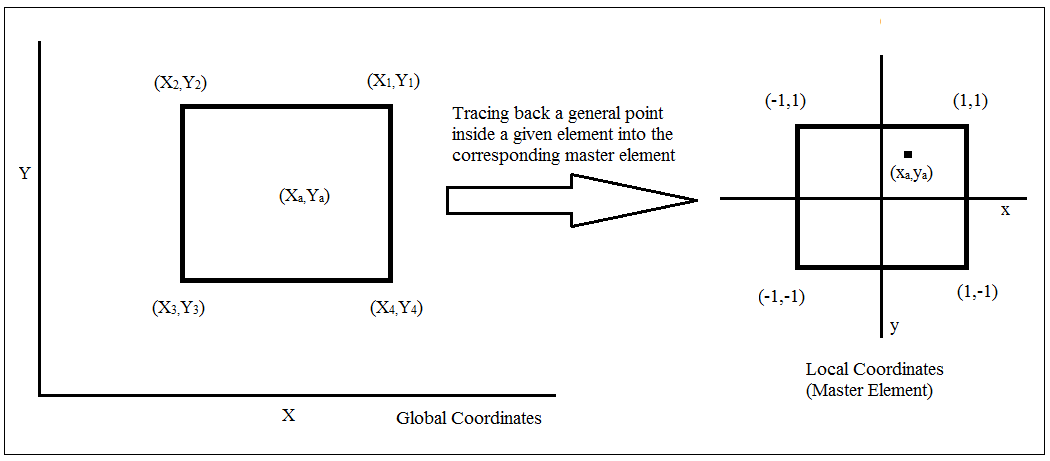 (X2,Y2)
(X1,Y1)
Y
(Xa,Ya)
(X3,Y3)
(X4,Y4)
X
Global Coordinates
Tracing back a general point
inside a given element into the
corresponding master element
(-1,1)
(1,1)
(xa,ya)
x
(-1,-1)
(1,-1)
y
Local Coordinates
(Master Element)